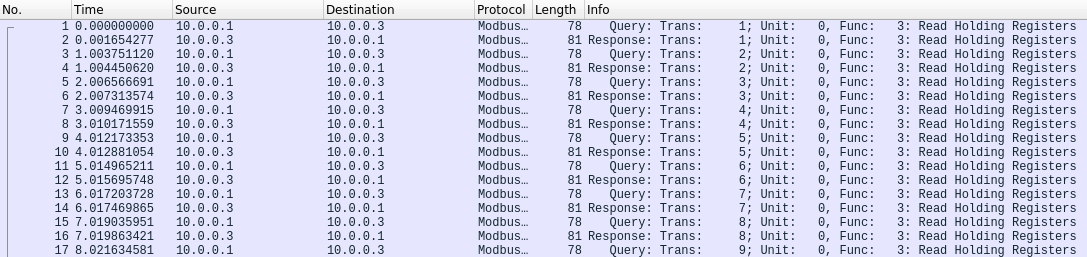 No. Time Source Destination Protocol Length Info
1 0.000000000 10.0.0.1 10.0.0.3 Modbus… 78 Query: Trans: 1; Unit: 0, Func: 3: Read Holding Registers
2 0.001654277 10.0.0.3 10.0.0.1 Modbus… 81 Response: Trans: 1; Unit: 0, Func: 3: Read Holding Registers
3 1.003751120 10.0.0.1 10.0.0.3 Modbus… 78 Query: Trans: 2; Unit: 0, Func: 3: Read Holding Registers
4 1.004450620 10.0.0.3 10.0.0.1 Modbus… 81 Response: Trans: 2; Unit: 0, Func: 3: Read Holding Registers
5 2.006566691 10.0.0.1 10.0.0.3 Modbus… 78 Query: Trans: 3; Unit: 0, Func: 3: Read Holding Registers
6 2.007313574 10.0.0.3 10.0.0.1 Modbus… 81 Response: Trans: 3; Unit: 0, Func: 3: Read Holding Registers
7 3.009469915 10.0.0.1 10.0.0.3 Modbus… 78 Query: Trans: 4; Unit: 0, Func: 3: Read Holding Registers
8 3.010171559 10.0.0.3 10.0.0.1 Modbus… 81 Response: Trans: 4; Unit: 0, Func: 3: Read Holding Registers
9 4.012173353 10.0.0.1 10.0.0.3 Modbus… 78 Query: Trans: 5; Unit: 0, Func: 3: Read Holding Registers
10 4.012881054 10.0.0.3 10.0.0.1 Modbus… 81 Response: Trans: 5; Unit: 0, Func: 3: Read Holding Registers
11 5.014965211 10.0.0.1 10.0.0.3 Modbus… 78 Query: Trans: 6; Unit: 0, Func: 3: Read Holding Registers
12 5.015695748 10.0.0.3 10.0.0.1 Modbus… 81 Response: Trans: 6; Unit: 0, Func: 3: Read Holding Registers
13 6.017203728 10.0.0.1 10.0.0.3 Modbus… 78 Query: Trans: 7; Unit: 0, Func: 3: Read Holding Registers
14 6.017469865 10.0.0.3 10.0.0.1 Modbus… 81 Response: Trans: 7; Unit: 0, Func: 3: Read Holding Registers
15 7.019035951 10.0.0.1 10.0.0.3 Modbus… 78 Query: Trans: 8; Unit: 0, Func: 3: Read Holding Registers
16 7.019863421 10.0.0.3 10.0.0.1 Modbus… 81 Response: Trans: 8; Unit: 0, Func: 3: Read Holding Registers
17 8.021634581 10.0.0.1 10.0.0.3 Modbus… 78 Query: Trans: 9; Unit: 0, Func: 3: Read Holding Registers